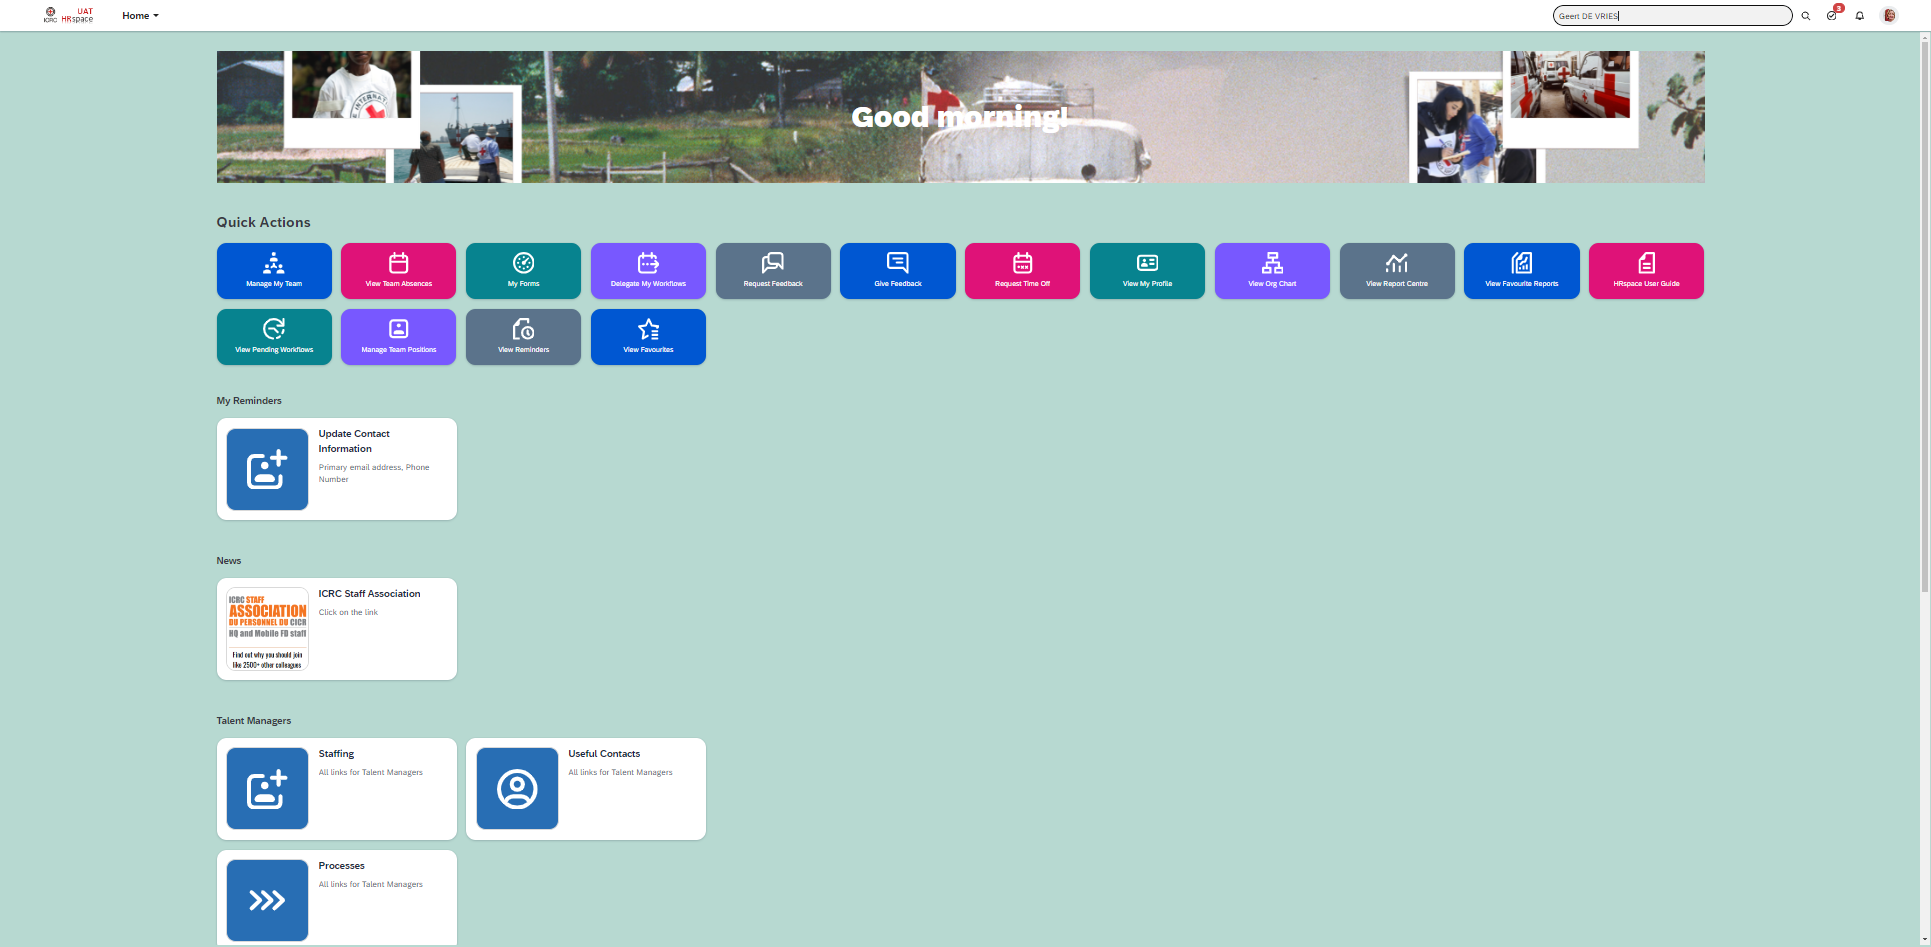 ICRC
UAT
HRspace
Home
Geert DE VRIES
3
INTERNAT
Good morning!
Quick Actions
Manage My Team
View Team Absences
My Forms
Delegate My Workflows
Request Feedback
Give Feedback
Request Time Off
View My Profile
View Org Chart
View Report Centre
View Favourite Reports
HRspace User Guide
View Pending Workflows
Manage Team Positions
View Reminders
View Favourites
My Reminders
Update Contact
Information
Primary email address, Phone
Number
News
ICRC STAFF
ASSOCIATION
DU PERSONNEL DU CICR
HQ and Mobile FD staff
Find out why you should join
like 2500+ other colleagues
ICRC Staff Association
Click on the link
Talent Managers
Staffing
All links for Talent Managers
Useful Contacts
All links for Talent Managers
Processes
All links for Talent Managers